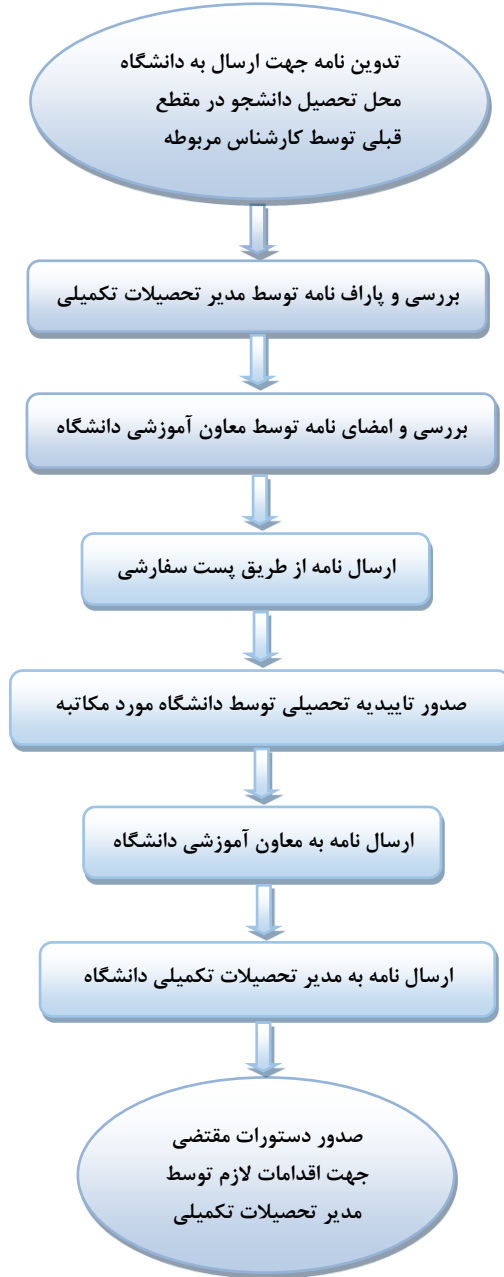 تدوین نامه جهت ارسال به دانشگاه
محل تحصیل دانشجو در مقطع
قبلی توسط کارشناس مربوطه
بررسی و پاراف نامه توسط مدیر تحصیلات تکمیلی
بررسی و امضای نامه توسط معاون آموزشی دانشگاه
ارسال نامه از طریق پست سفارشی
صدور تاییدیه تحصیلی توسط دانشگاه مورد مکاتبه
ارسال نامه به معاون آموزشی دانشگاه
ارسال نامه به مدیر تحصیلات تکمیلی دانشگاه
صدور دستورات مقتضی
جهت اقدامات لازم توسط
مدیر تحصیلات تکمیلی